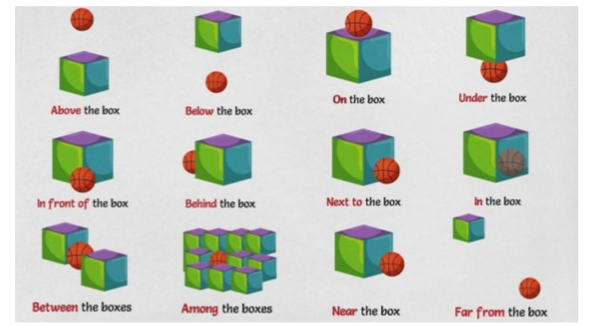 Above the box
Below the box
On the box
Under the box
In front of the box
Behind the box
Next to the box
In the box
Between the boxes
Among the boxes
Near the box
Far from the box